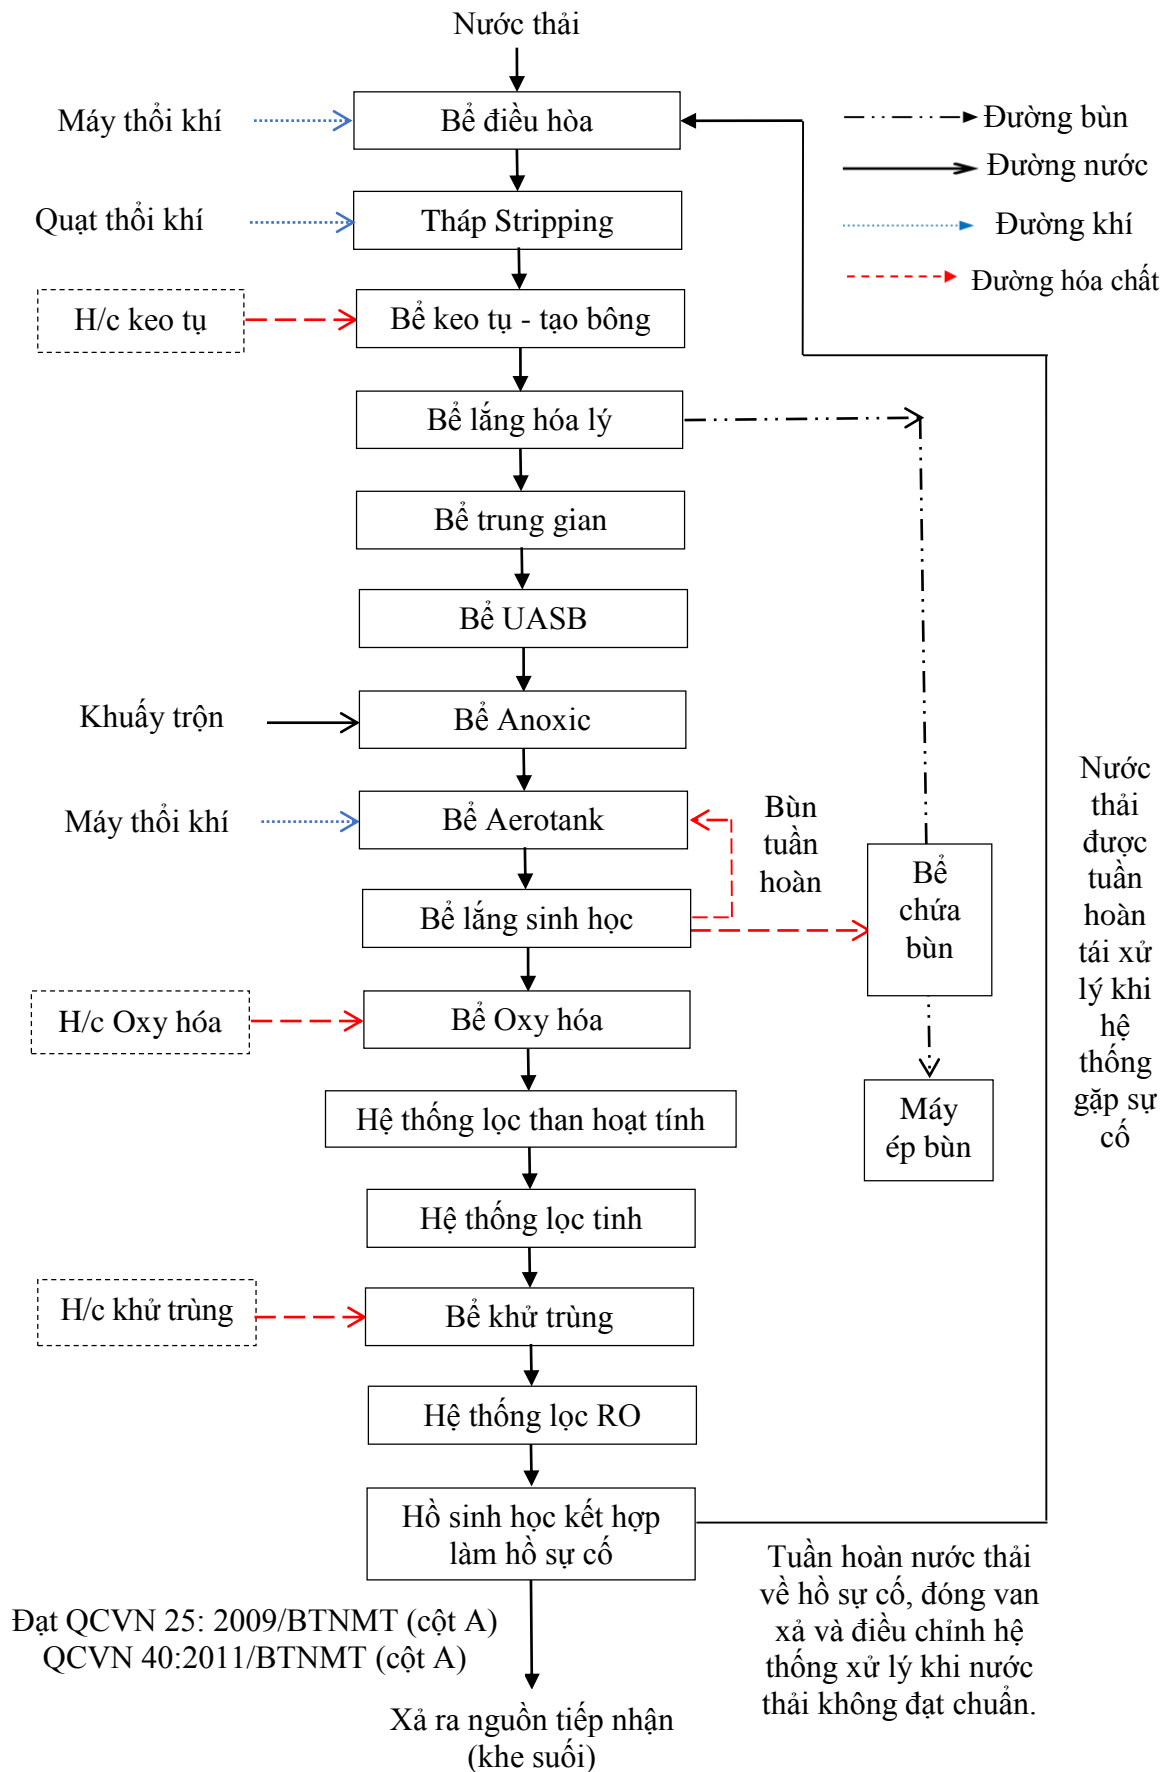 Nước thải
Máy thổi khí
Bể điều hòa
Đường bùn
Đường nước
Quạt thổi khí
Tháp Stripping
Đường khí
Đường hóa chất
H/c keo tụ
Bể keo tụ - tạo bông
Bể lắng hóa lý
Bể trung gian
Bể UASB
Khuấy trộn
Bể Anoxic
Máy thổi khí
Bể Aerotank
Bùn
tuần
hoàn
Bể lắng sinh học
Bể
chứa
bùn
Nước
thải
được
tuần
hoàn
tái xử
lý khi
hệ
thống
gặp sự
cố
H/c Oxy hóa
Bể Oxy hóa
Máy
ép bùn
Hệ thống lọc than hoạt tính
Hệ thống lọc tinh
H/c khử trùng
Bể khử trùng
Hệ thống lọc RO
Hồ sinh học kết hợp
làm hồ sự cố
Tuần hoàn nước thải
về hồ sự cố, đóng van
xả và điều chỉnh hệ
thống xử lý khi nước
thải không đạt chuẩn.
Đạt QCVN 25: 2009/BTNMT (cột A)
QCVN 40:2011/BTNMT (cột A)
Xả ra nguồn tiếp nhận
(khe suối)